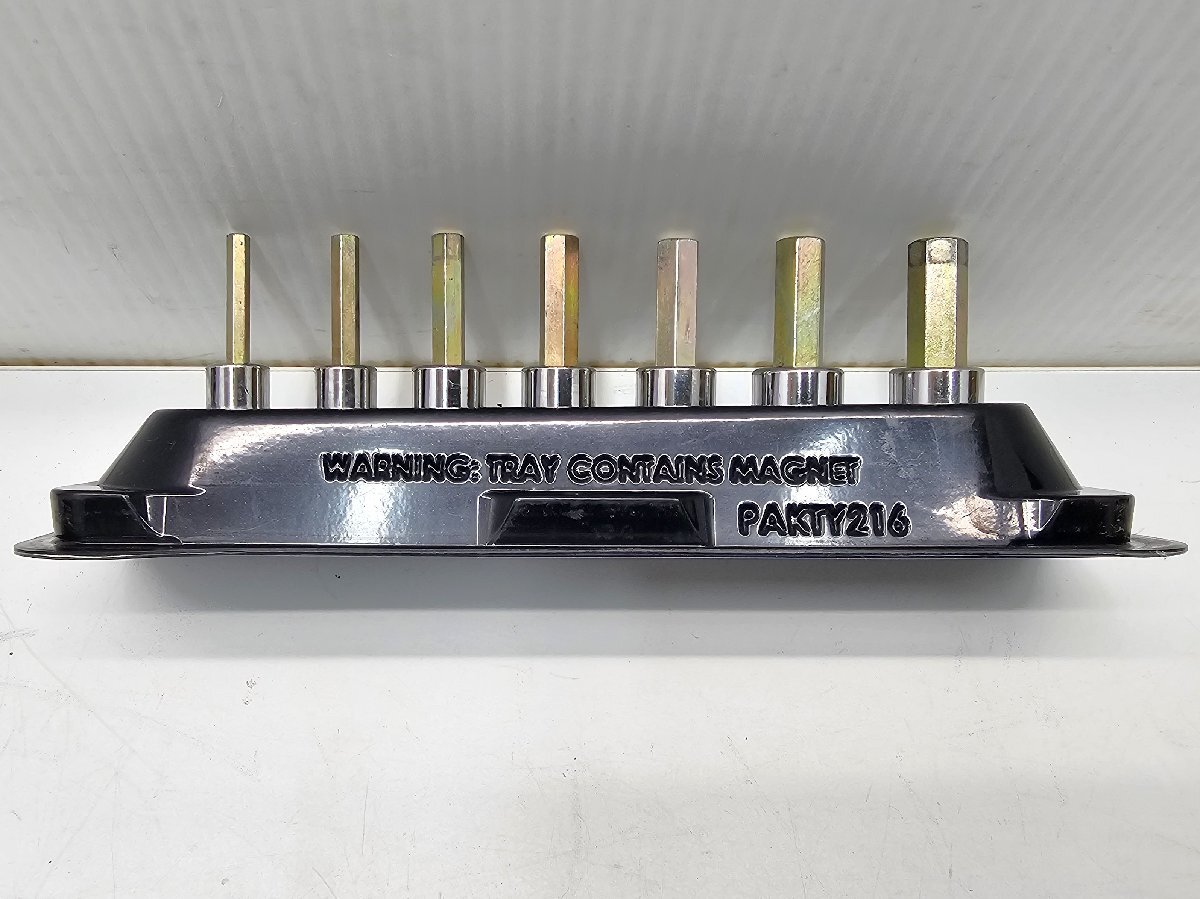 WARNING: TRAY CONTAINS MAGNET
PAKTY216